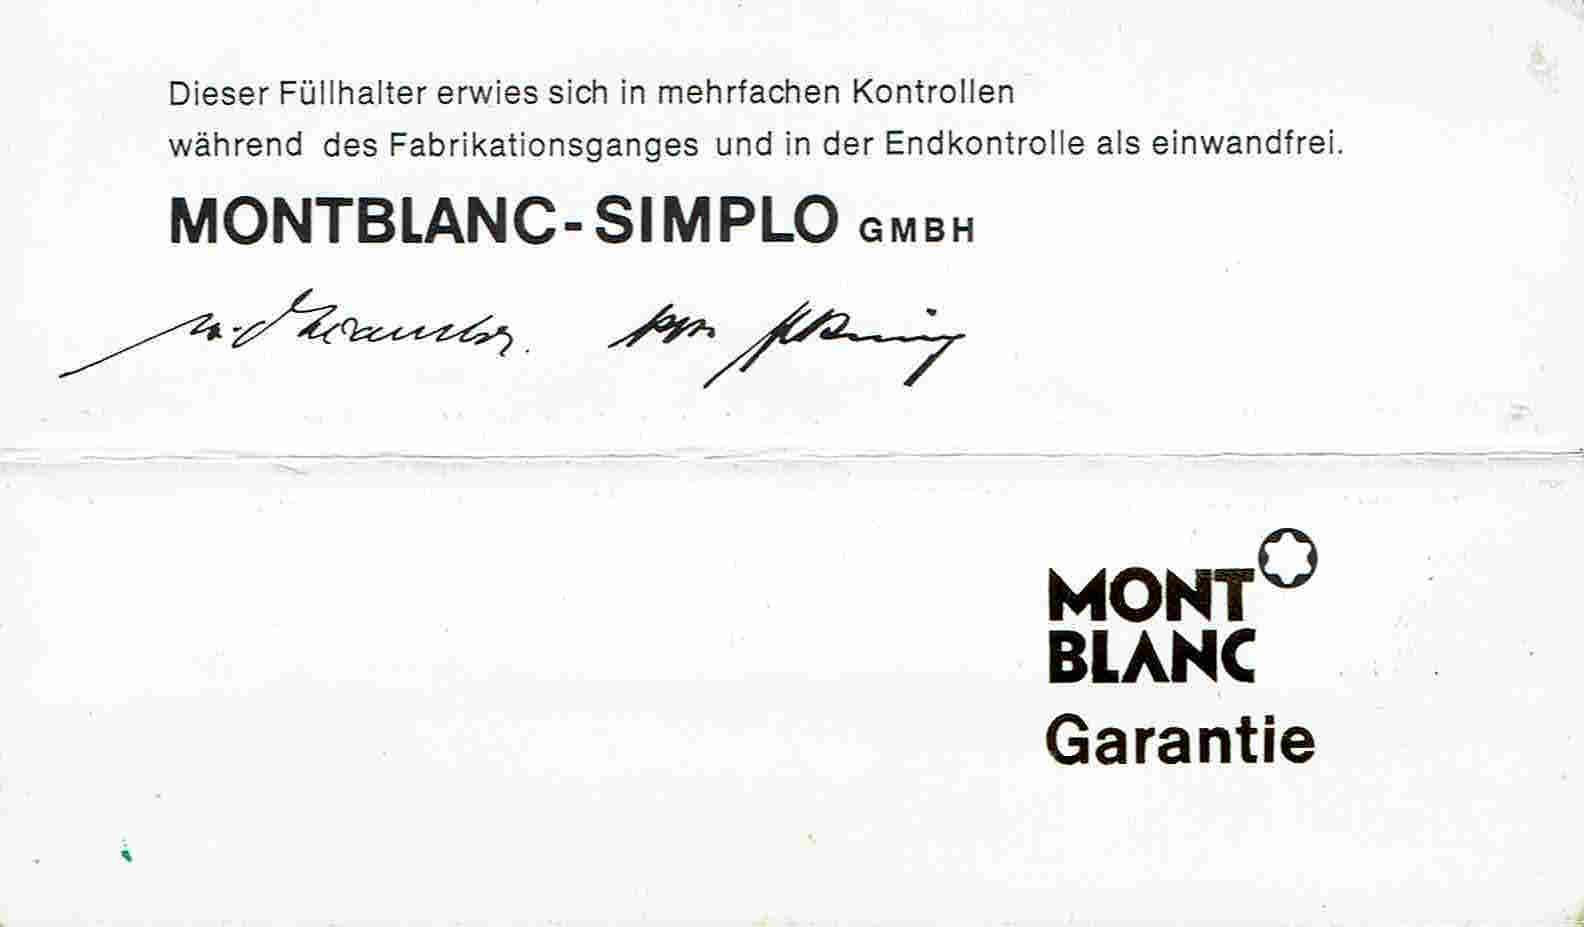 Dieser Füllhalter erwies sich in mehrfachen Kontrollen
während des Fabrikationsganges und in der Endkontrolle als einwandfrei.
MONTBLANC-SIMPLO GMBH
ppa.
MONT
BLANC
Garantie